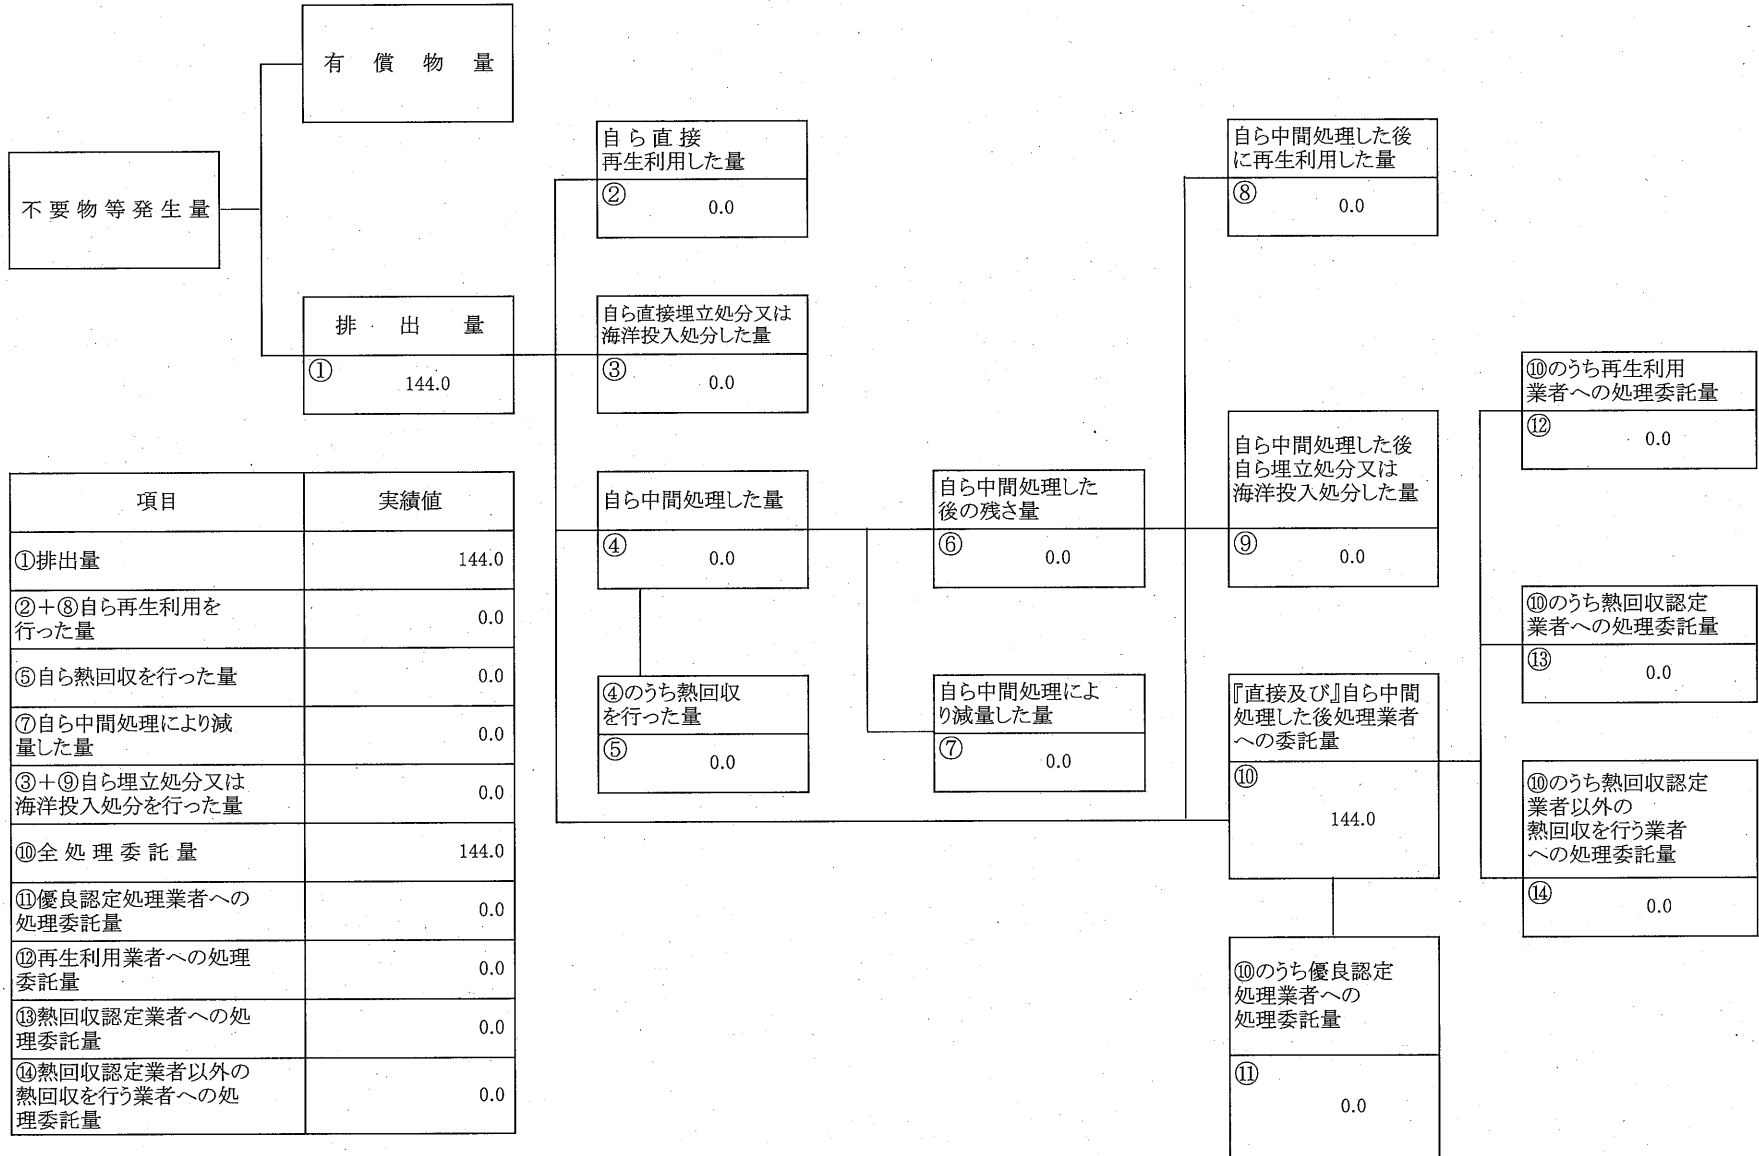 有 償 物 量
不要物等発生量
排 出 量
① 144.0
自ら直接
再生利用した量
② 0.0
自ら直接埋立処分又は
海洋投入処分した量
③ 0.0
自ら中間処理した量
④ 0.0
④のうち熱回収
を行った量
⑤ 0.0
自ら中間処理した
後の残さ量
⑥ 0.0
自ら中間処理によ
り減量した量
⑦ 0.0
自ら中間処理した後
に再生利用した量
⑧ 0.0
自ら中間処理した後
自ら埋立処分又は
海洋投入処分した量
⑨ 0.0
『直接及び』自ら中間
処理した後処理業者
への委託量
⑩
144.0
⑩のうち優良認定
処理業者への
処理委託量
⑪
0.0
⑩のうち再生利用
業者への処理委託量
⑫ 0.0
⑩のうち熱回収認定
業者への処理委託量
⑬ 0.0
⑩のうち熱回収認定
業者以外の
熱回収を行う業者
への処理委託量
⑭ 0.0
項目 実績値
①排出量 144.0
②+⑧自ら再生利用を
行った量 0.0
⑤自ら熱回収を行った量 0.0
⑦自ら中間処理により減
量した量 0.0
③+⑨自ら埋立処分又は
海洋投入処分を行った量 0.0
⑩全処理委託量 144.0
⑪優良認定処理業者への
処理委託量 0.0
⑫再生利用業者への処理
委託量 0.0
⑬熱回収認定業者への処
理委託量 0.0
⑭熱回収認定業者以外の
熱回収を行う業者への処
理委託量 0.0